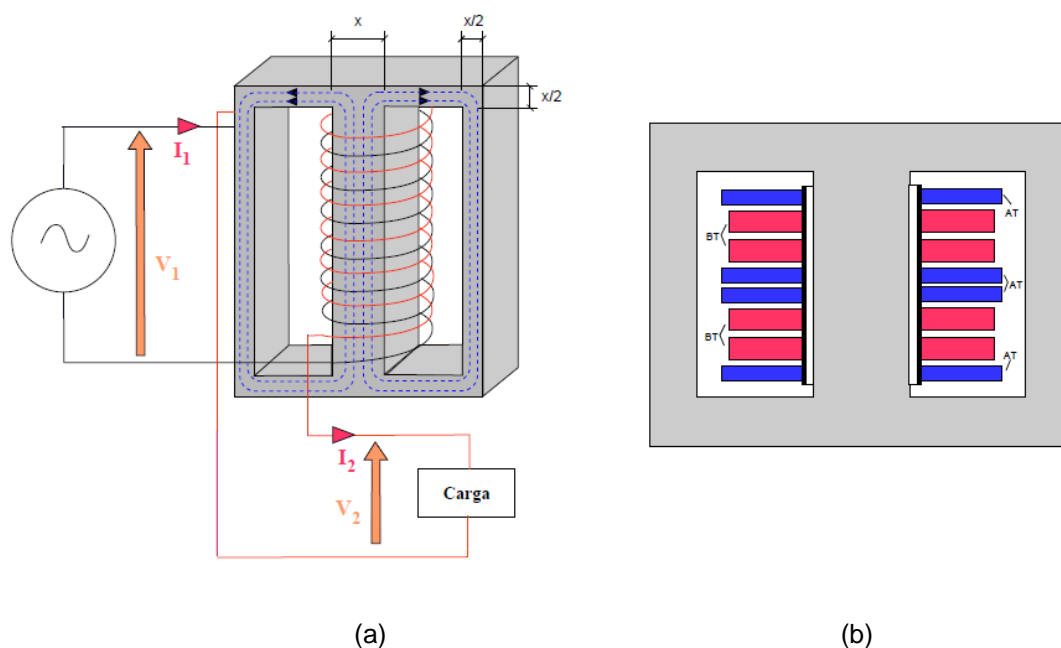 x
x/2
x/2
I1
V1
I2
V2
Carga
BT
AT
AT
BT
AT
(a)
(b)